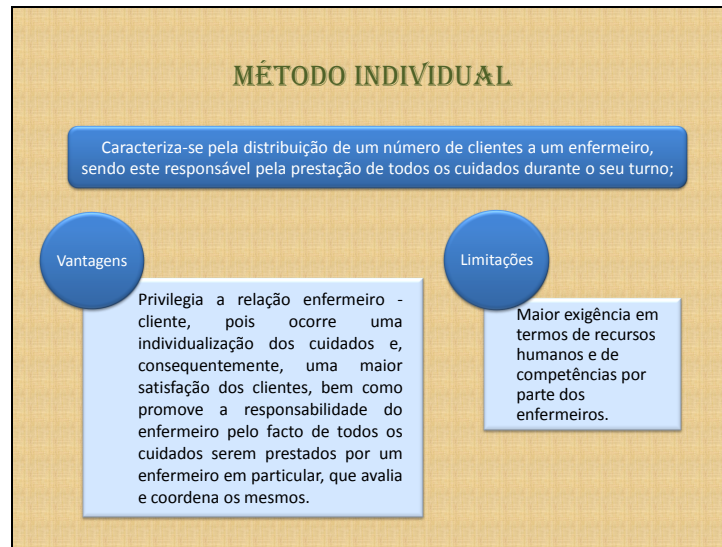 MÉTODO INDIVIDUAL
Caracteriza-se pela distribuição de um número de clientes a um enfermeiro,
sendo este responsável pela prestação de todos os cuidados durante o seu turno;
Vantagens
Privilegia a relação enfermeiro -
cliente, pois ocorre uma
individualização dos cuidados e,
consequentemente, uma maior
satisfação dos clientes, bem como
promove a responsabilidade do
enfermeiro pelo facto de todos os
cuidados serem prestados por um
enfermeiro em particular, que avalia
e coordena os mesmos.
Limitações
Maior exigência em
termos de recursos
humanos e de
competências por
parte dos
enfermeiros.